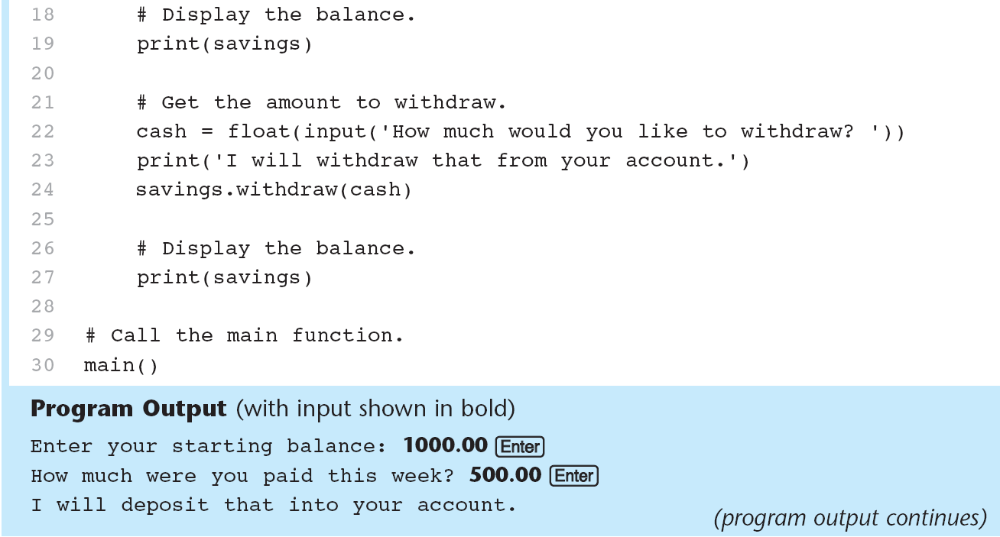 18 # Display the balance.
19 print(savings)
20
21 # Get the amount to withdraw.
22 cash = float(input('How much would you like to withdraw? '))
23 print('I will withdraw that from your account.')
24 savings.withdraw(cash)
25
26 # Display the balance.
27 print(savings)
28
29 # Call the main function.
30 main()
Program Output (with input shown in bold)
Enter your starting balance: 1000.00 Enter
How much were you paid this week? 500.00 Enter
I will deposit that into your account.
(program output continues)